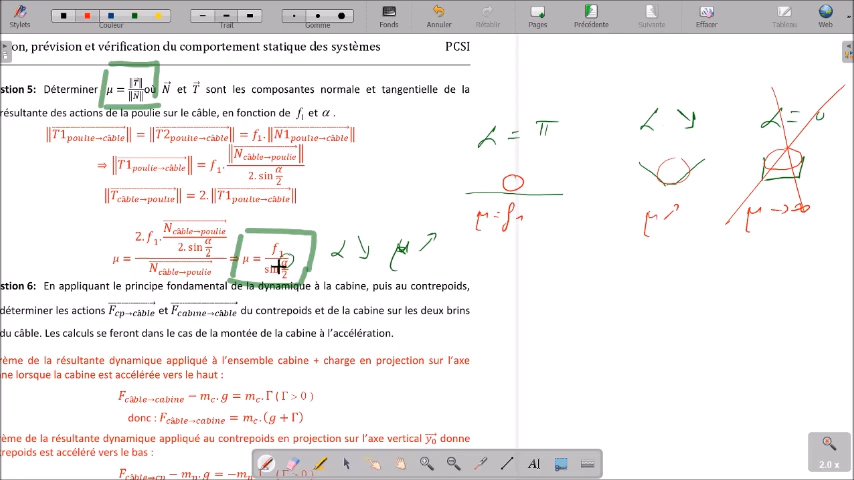 Stylets
Couleur
Trait
Gomme
Fonds
Annuler
Rétablir
Page
Précédente
Suivante
Effacer
Tableau
Web
on, prévision et vérification du comportement statique des systèmes
PCSI
stion 5: Déterminer μ = ‖T⃗‖/‖N⃗‖ où N⃗ et T⃗ sont les composantes normale et tangentielle de la
résultante des actions de la poulie sur le câble, en fonction de f₁ et α .
‖T1poulie→câble‖ = ‖T2poulie→câble‖ = f₁. ‖N1poulie→câble‖
⇒ ‖T1poulie→câble‖ = f₁. ‖Ncâble→poulie‖ / 2. sin α/2
‖Tcâble→poulie‖ = 2. ‖T1poulie→câble‖
μ = 2. f₁. Ncâble→poulie / 2. sin α/2 / Ncâble→poulie ⇒ μ = f₁ / sin α/2
α ↘ μ ↗
stion 6: En appliquant le principe fondamental de la dynamique à la cabine, puis au contrepoids,
déterminer les actions Fcp→câble et Fcabine→câble du contrepoids et de la cabine sur les deux brins
du câble. Les calculs se feront dans le cas de la montée de la cabine à l'accélération.
rème de la résultante dynamique appliqué à l'ensemble cabine + charge en projection sur l'axe
ne lorsque la cabine est accélérée vers le haut :
Fcâble→cabine − mc. g = mc. Γ ( Γ > 0 )
donc : Fcâble→cabine = mc. (g + Γ)
ème de la résultante dynamique appliqué au contrepoids en projection sur l'axe vertical y₀ donne
trepoids est accéléré vers le bas :
Fcâble→cp − mp. g = −mp. Γ ( Γ > 0 )
α = π
μ = f₁
α ↘
μ ↗
α = 0
μ → ∞
2.0 x